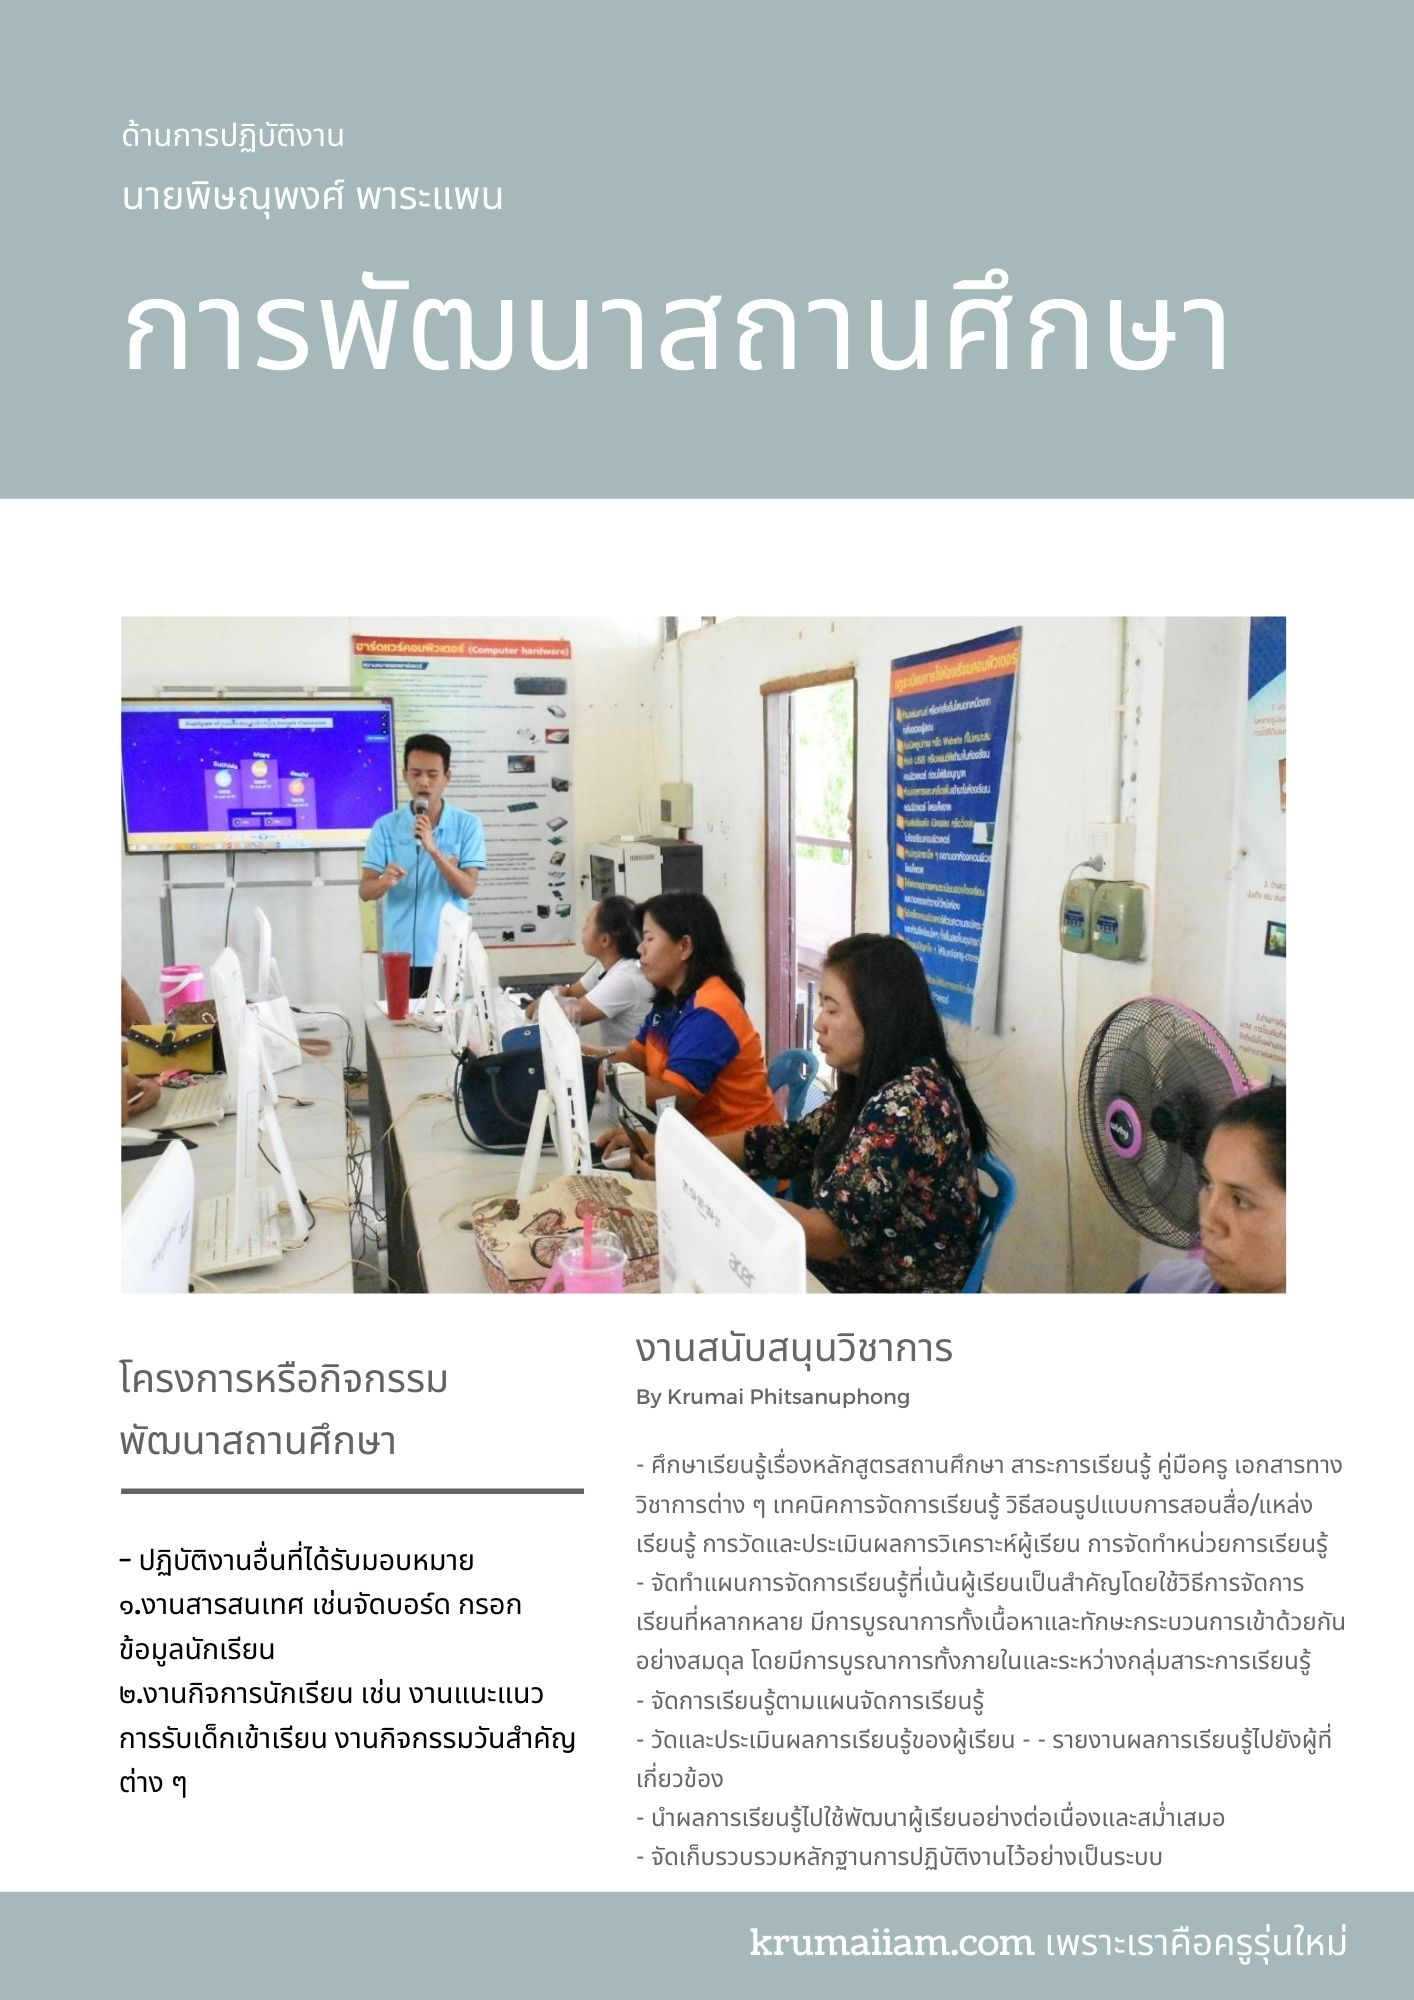 ด้านการปฏิบัติงาน
นายพิษณุพงศ์ พาระแพน
การพัฒนาสถานศึกษา
ฮาร์ดแวร์คอมพิวเตอร์ (Computer hardware)
กฎระเบียบการใช้ห้องเรียนคอมพิวเตอร์
acer
โครงการหรือกิจกรรม
พัฒนาสถานศึกษา
- ปฏิบัติงานอื่นที่ได้รับมอบหมาย
๑.งานสารสนเทศ เช่นจัดบอร์ด กรอก
ข้อมูลนักเรียน
๒.งานกิจการนักเรียน เช่น งานแนะแนว
การรับเด็กเข้าเรียน งานกิจกรรมวันสำคัญ
ต่าง ๆ
งานสนับสนุนวิชาการ
By Krumai Phitsanuphong
- ศึกษาเรียนรู้เรื่องหลักสูตรสถานศึกษา สาระการเรียนรู้ คู่มือครู เอกสารทาง
วิชาการต่าง ๆ เทคนิคการจัดการเรียนรู้ วิธีสอนรูปแบบการสอนสื่อ/แหล่ง
เรียนรู้ การวัดและประเมินผลการวิเคราะห์ผู้เรียน การจัดทำหน่วยการเรียนรู้
- จัดทำแผนการจัดการเรียนรู้ที่เน้นผู้เรียนเป็นสำคัญโดยใช้วิธีการจัดการ
เรียนที่หลากหลาย มีการบูรณาการทั้งเนื้อหาและทักษะกระบวนการเข้าด้วยกัน
อย่างสมดุล โดยมีการบูรณาการทั้งภายในและระหว่างกลุ่มสาระการเรียนรู้
- จัดการเรียนรู้ตามแผนจัดการเรียนรู้
- วัดและประเมินผลการเรียนรู้ของผู้เรียน - - รายงานผลการเรียนรู้ไปยังผู้ที่
เกี่ยวข้อง
- นำผลการเรียนรู้ไปใช้พัฒนาผู้เรียนอย่างต่อเนื่องและสม่ำเสมอ
- จัดเก็บรวบรวมหลักฐานการปฏิบัติงานไว้อย่างเป็นระบบ
krumaiiam.com เพราะเราคือครูรุ่นใหม่